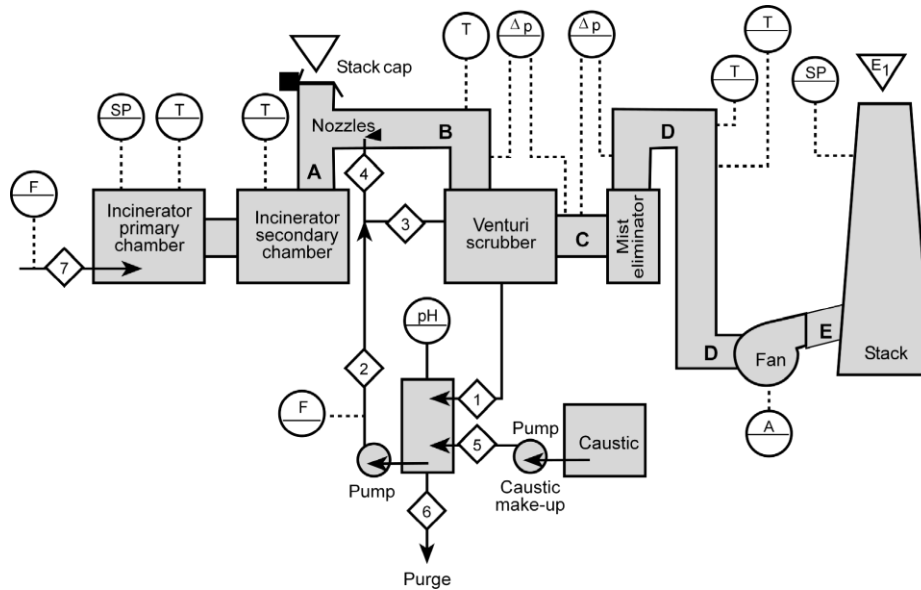 T
Δp
Δp
T
T
SP
E1
Stack cap
SP
T
T
Nozzles
B
D
F
A
4
Incinerator
primary
chamber
Incinerator
secondary
chamber
3
Venturi
scrubber
C
Mist
eliminator
7
pH
E
D
Fan
Stack
2
1
F
5
Pump
Caustic
A
Pump
Caustic
make-up
6
Purge